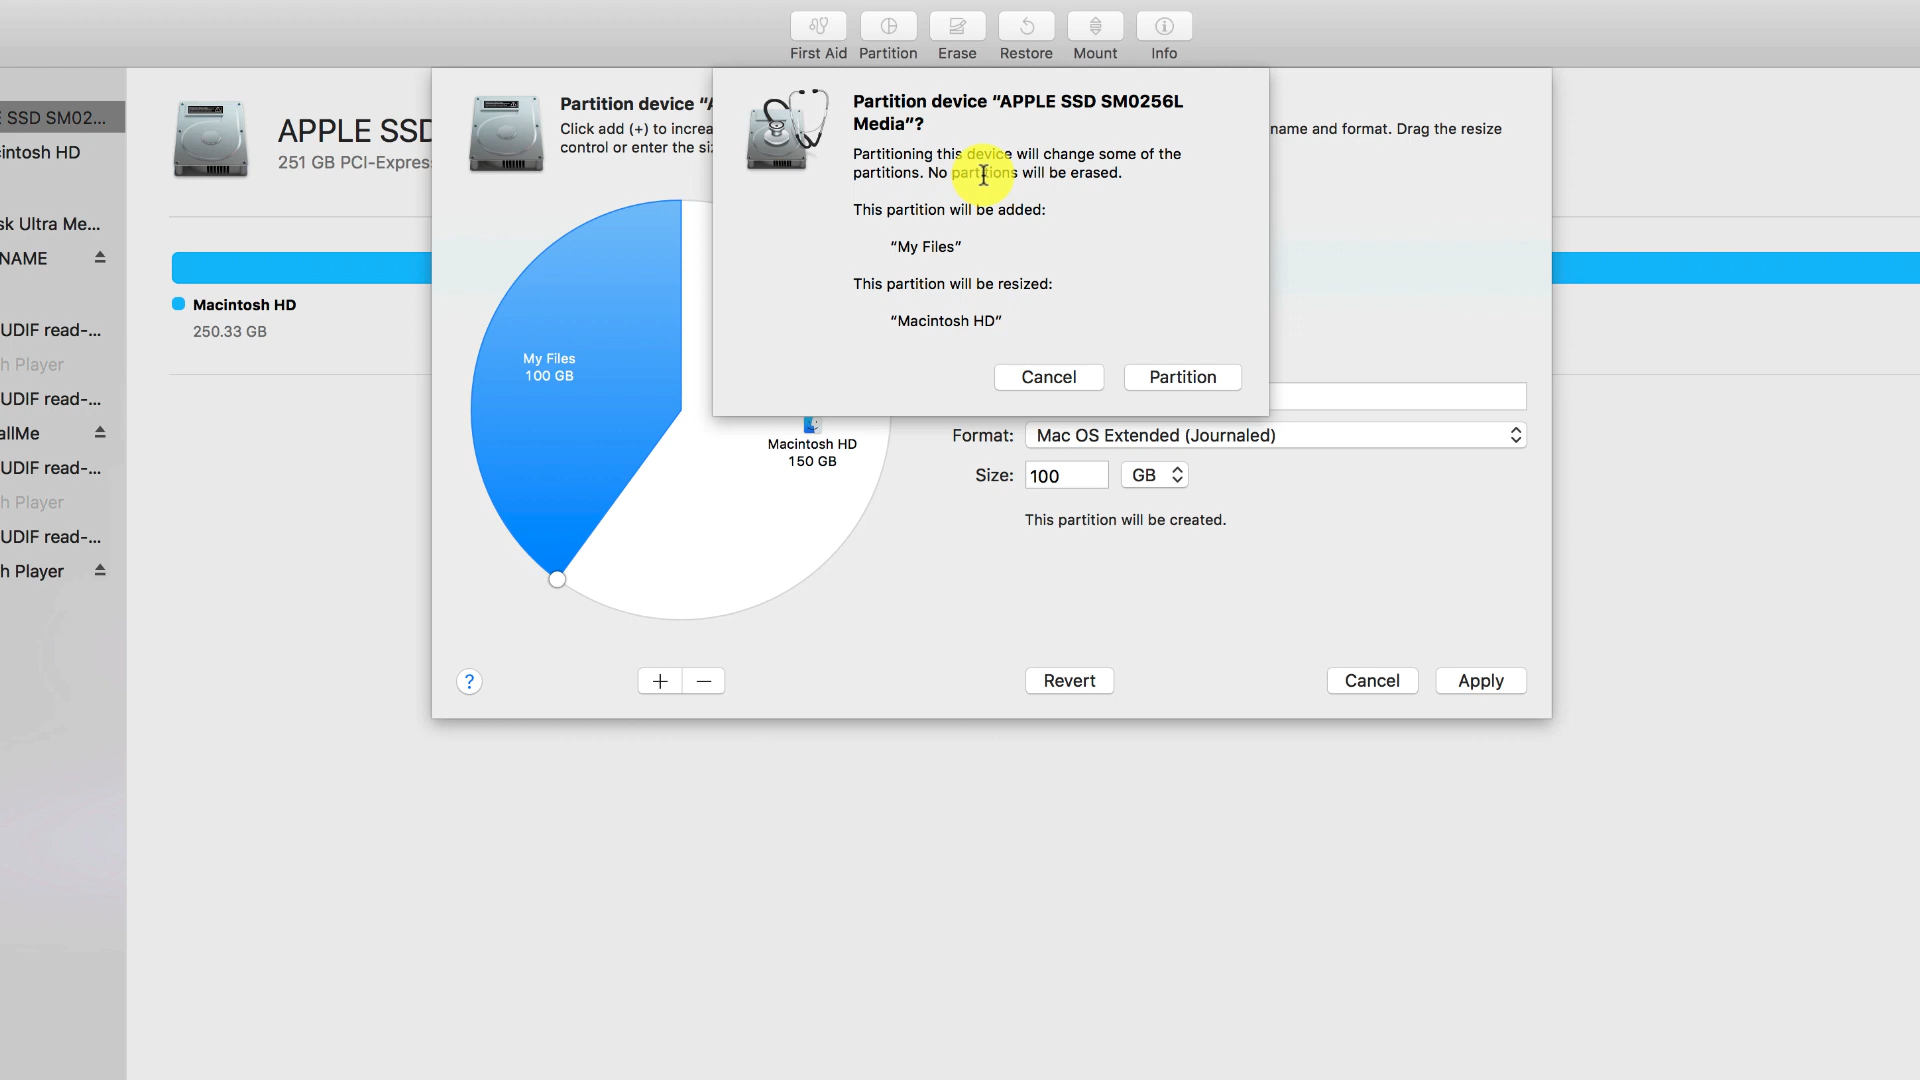 First Aid
Partition
Erase
Restore
Mount
Info
SSD SM02...
intosh HD
sk Ultra Me...
NAME
UDIF read-...
h Player
UDIF read-...
allMe
UDIF read-...
h Player
UDIF read-...
h Player
APPLE SSD
251 GB PCI-Expres
Macintosh HD
250.33 GB
Partition device "A
Click add (+) to increa
name and format. Drag the resize
control or enter the si
Partition device "APPLE SSD SM0256L
Media"?
Partitioning this device will change some of the
partitions. No partitions will be erased.
This partition will be added:
"My Files"
This partition will be resized:
"Macintosh HD"
Cancel
Partition
My Files
100 GB
Macintosh HD
150 GB
Format:
Mac OS Extended (Journaled)
Size:
100
GB
This partition will be created.
?
+
−
Revert
Cancel
Apply